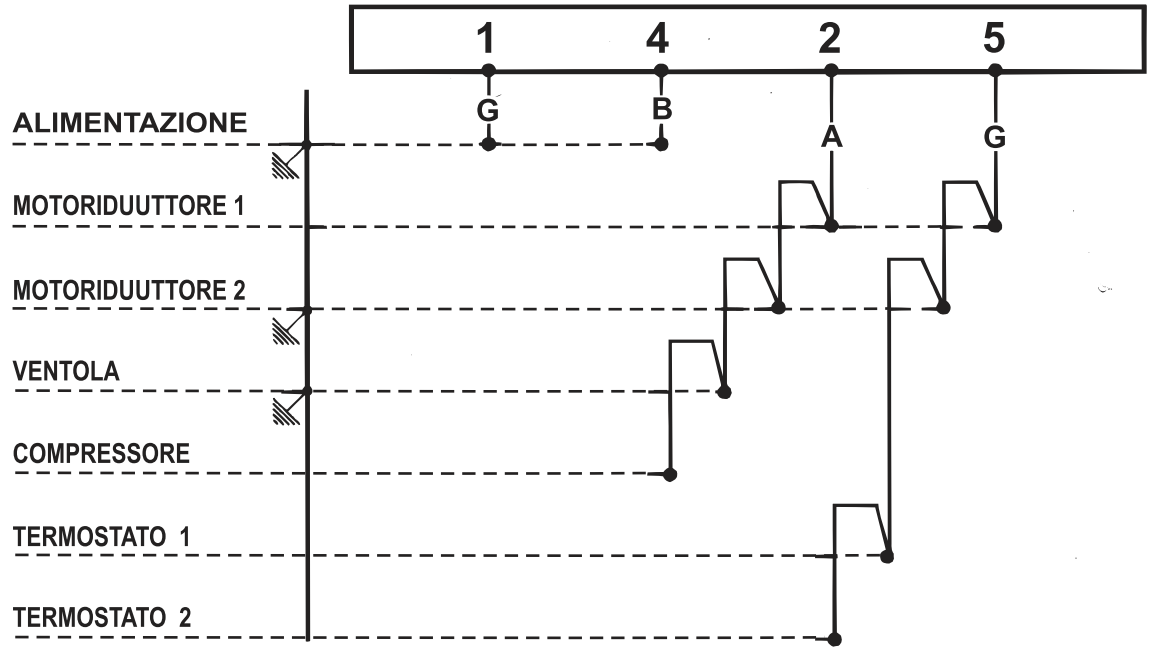 1 4 2 5
G B A G
ALIMENTAZIONE
MOTORIDUUTTORE 1
MOTORIDUUTTORE 2
VENTOLA
COMPRESSORE
TERMOSTATO 1
TERMOSTATO 2